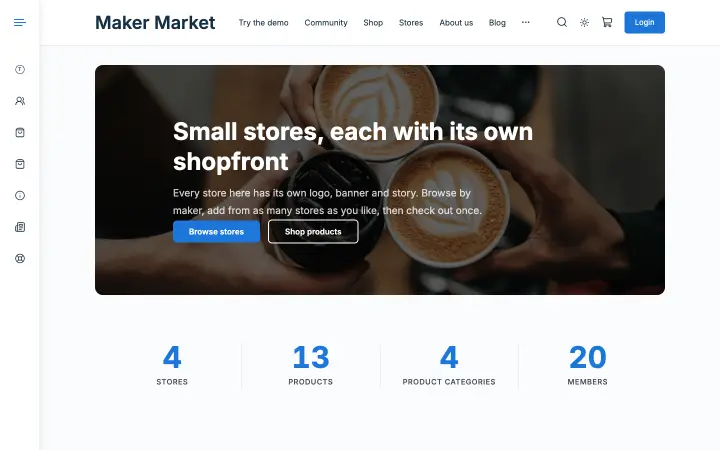 Maker Market
Try the demo
Community
Shop
Stores
About us
Blog
Login
Small stores, each with its own
shopfront
Every store here has its own logo, banner and story. Browse by
maker, add from as many stores as you like, then check out once.
Browse stores
Shop products
4
13
4
20
STORES
PRODUCTS
PRODUCT CATEGORIES
MEMBERS